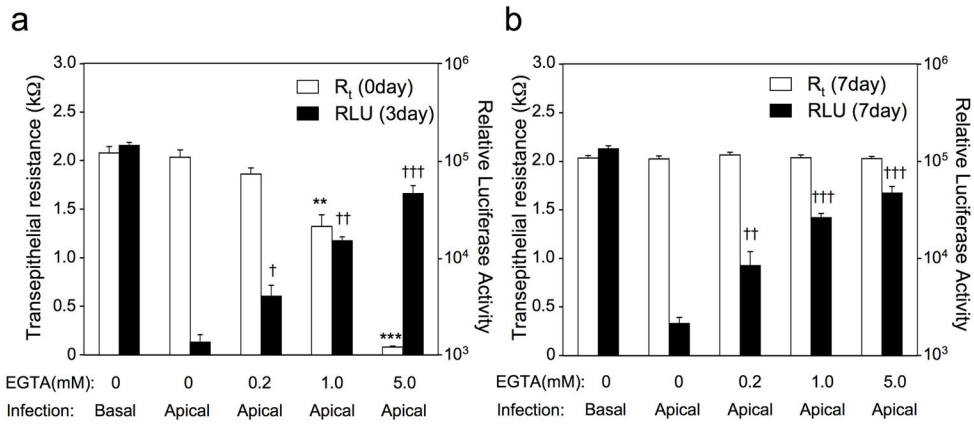 a
Transepithelial resistance (kΩ)
3.0
2.5
2.0
1.5
1.0
0.5
0
Rt (0day)
RLU (3day)
†
**
††
***
†††
10⁶
10⁵
10⁴
10³
Relative Luciferase Activity
EGTA(mM): 0 0 0.2 1.0 5.0
Infection: Basal Apical Apical Apical Apical
b
Transepithelial resistance (kΩ)
3.0
2.5
2.0
1.5
1.0
0.5
0
Rt (7day)
RLU (7day)
††
†††
†††
10⁶
10⁵
10⁴
10³
Relative Luciferase Activity
0 0 0.2 1.0 5.0
Basal Apical Apical Apical Apical